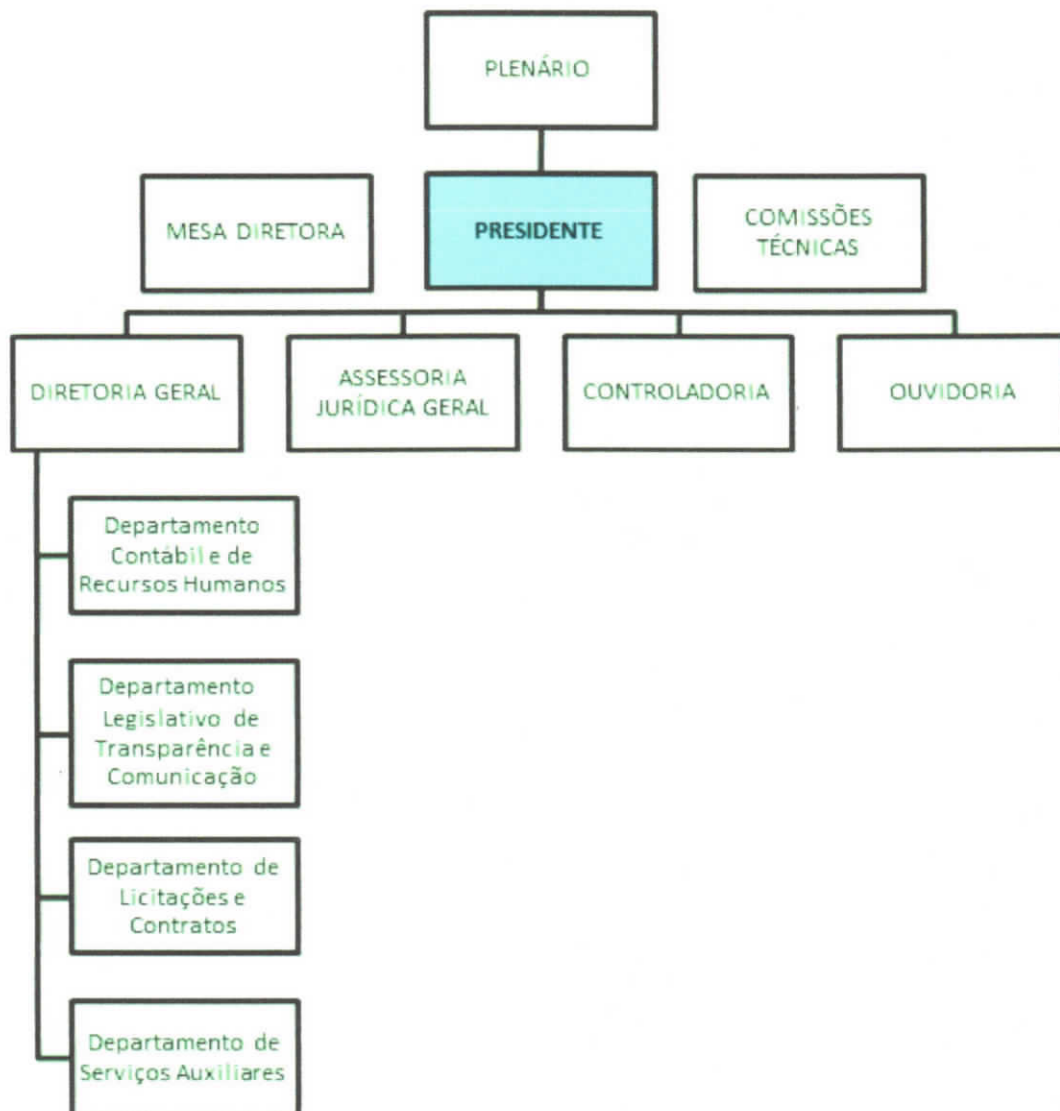 PLENÁRIO
MESA DIRETORA
PRESIDENTE
COMISSÕES
TÉCNICAS
DIRETORIA GERAL
ASSESSORIA
JURÍDICA GERAL
CONTROLADORIA
OUVIDORIA
Departamento
Contábil e de
Recursos Humanos
Departamento
Legislativo de
Transparência e
Comunicação
Departamento de
Licitações e
Contratos
Departamento de
Serviços Auxiliares